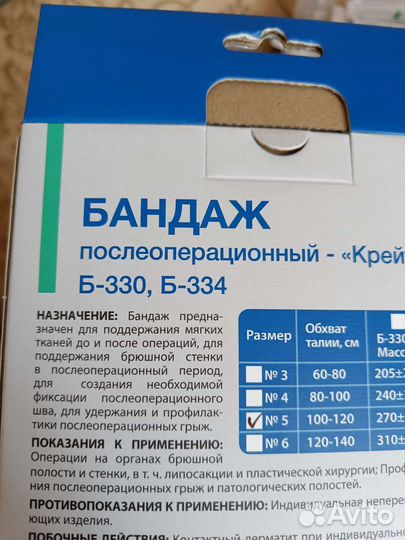 БАНДАЖ
послеоперационный - «Крейт
Б-330, Б-334
НАЗНАЧЕНИЕ: Бандаж предна-
значен для поддержания мягких
тканей до и после операций, для
поддержания брюшной стенки
в послеоперационный период,
для создания необходимой
фиксации послеоперационного
шва, для удержания и профилак-
тики послеоперационных грыж.
ПОКАЗАНИЯ К ПРИМЕНЕНИЮ:
Операции на органах брюшной
полости и стенки, в т. ч. липосакции и пластической хирургии; Проф
ния послеоперационных грыж и патологических полостей.
ПРОТИВОПОКАЗАНИЯ К ПРИМЕНЕНИЮ: Индивидуальная непере
ющих изделия.
ПОБОЧНЫЕ ДЕЙСТВИЯ: Контактный дерматит при индивидуально
Размер Обхват талии, см Б-330 Масс
№ 3 60-80 205±
№ 4 80-100 240±
№ 5 100-120 270±
№ 6 120-140 310±
Avito